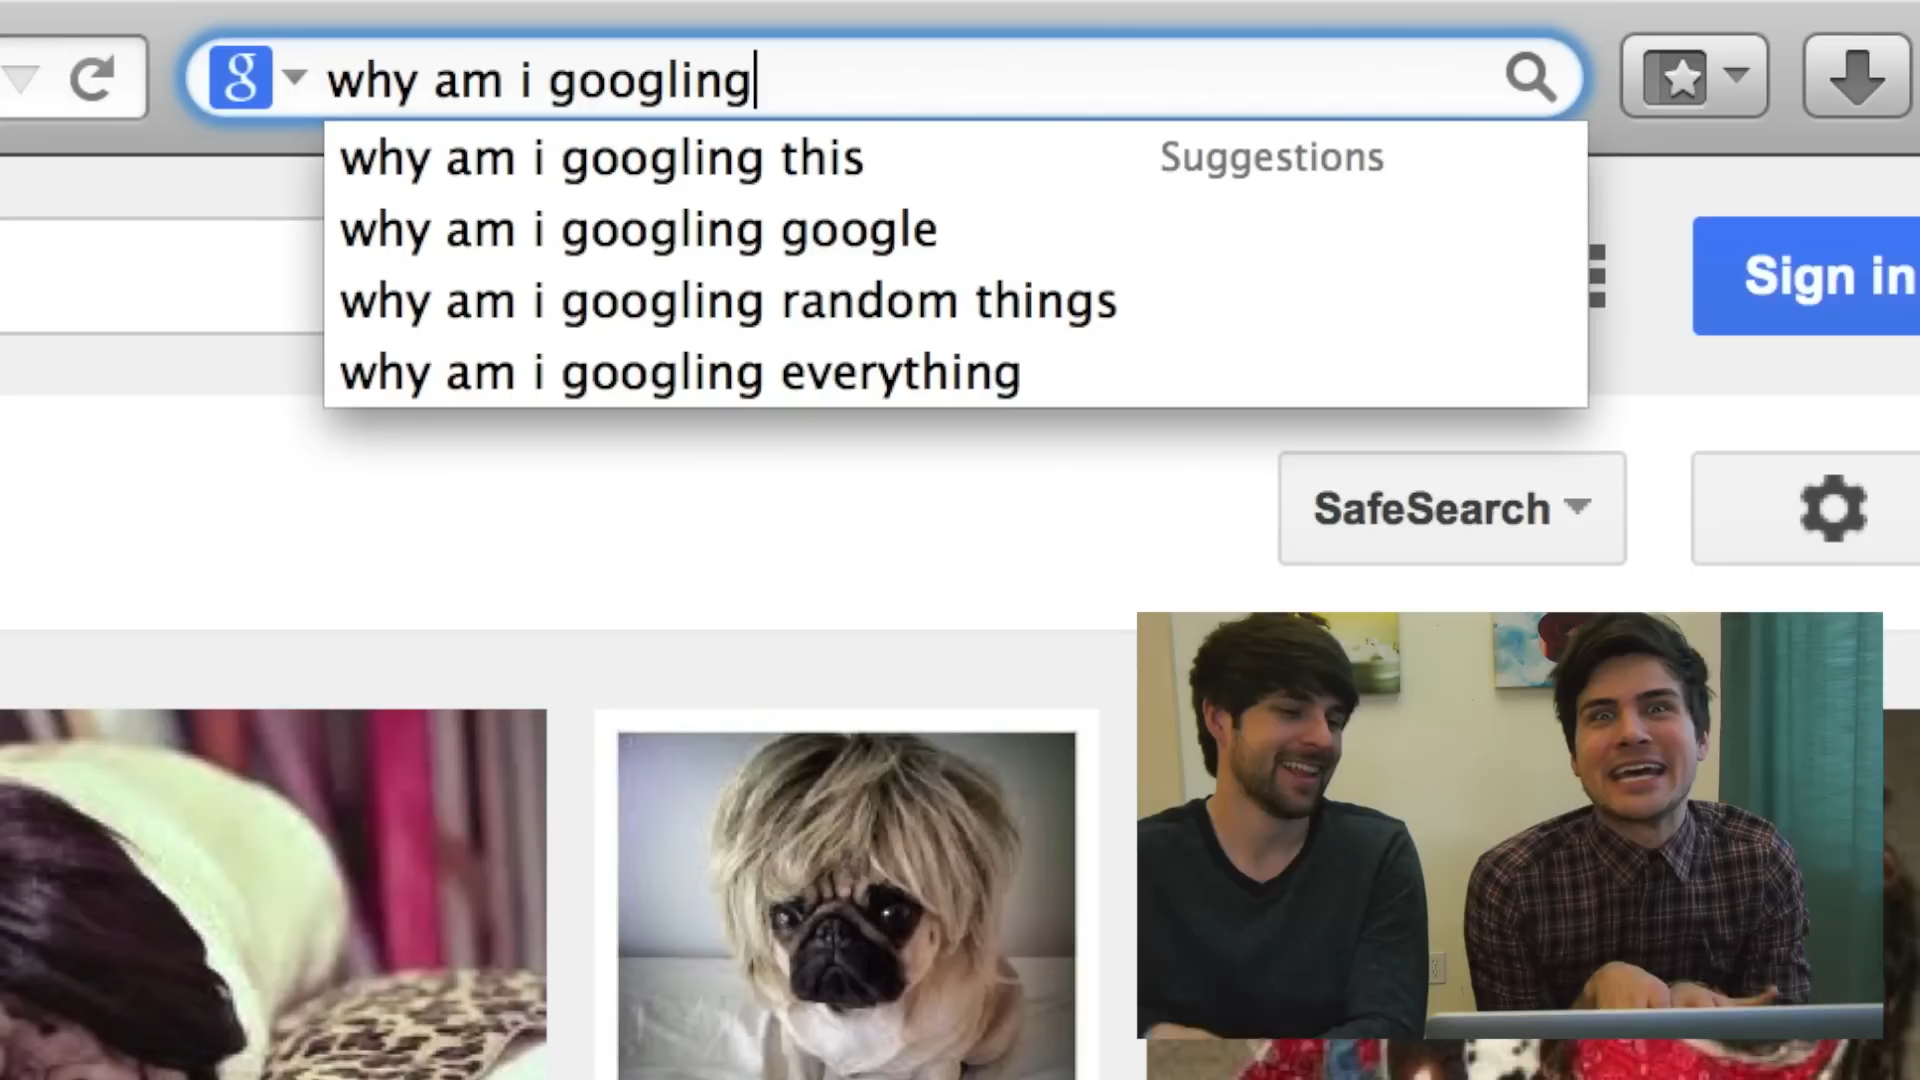 g why am i googling
why am i googling this Suggestions
why am i googling google
why am i googling random things
why am i googling everything
Sign in
SafeSearch